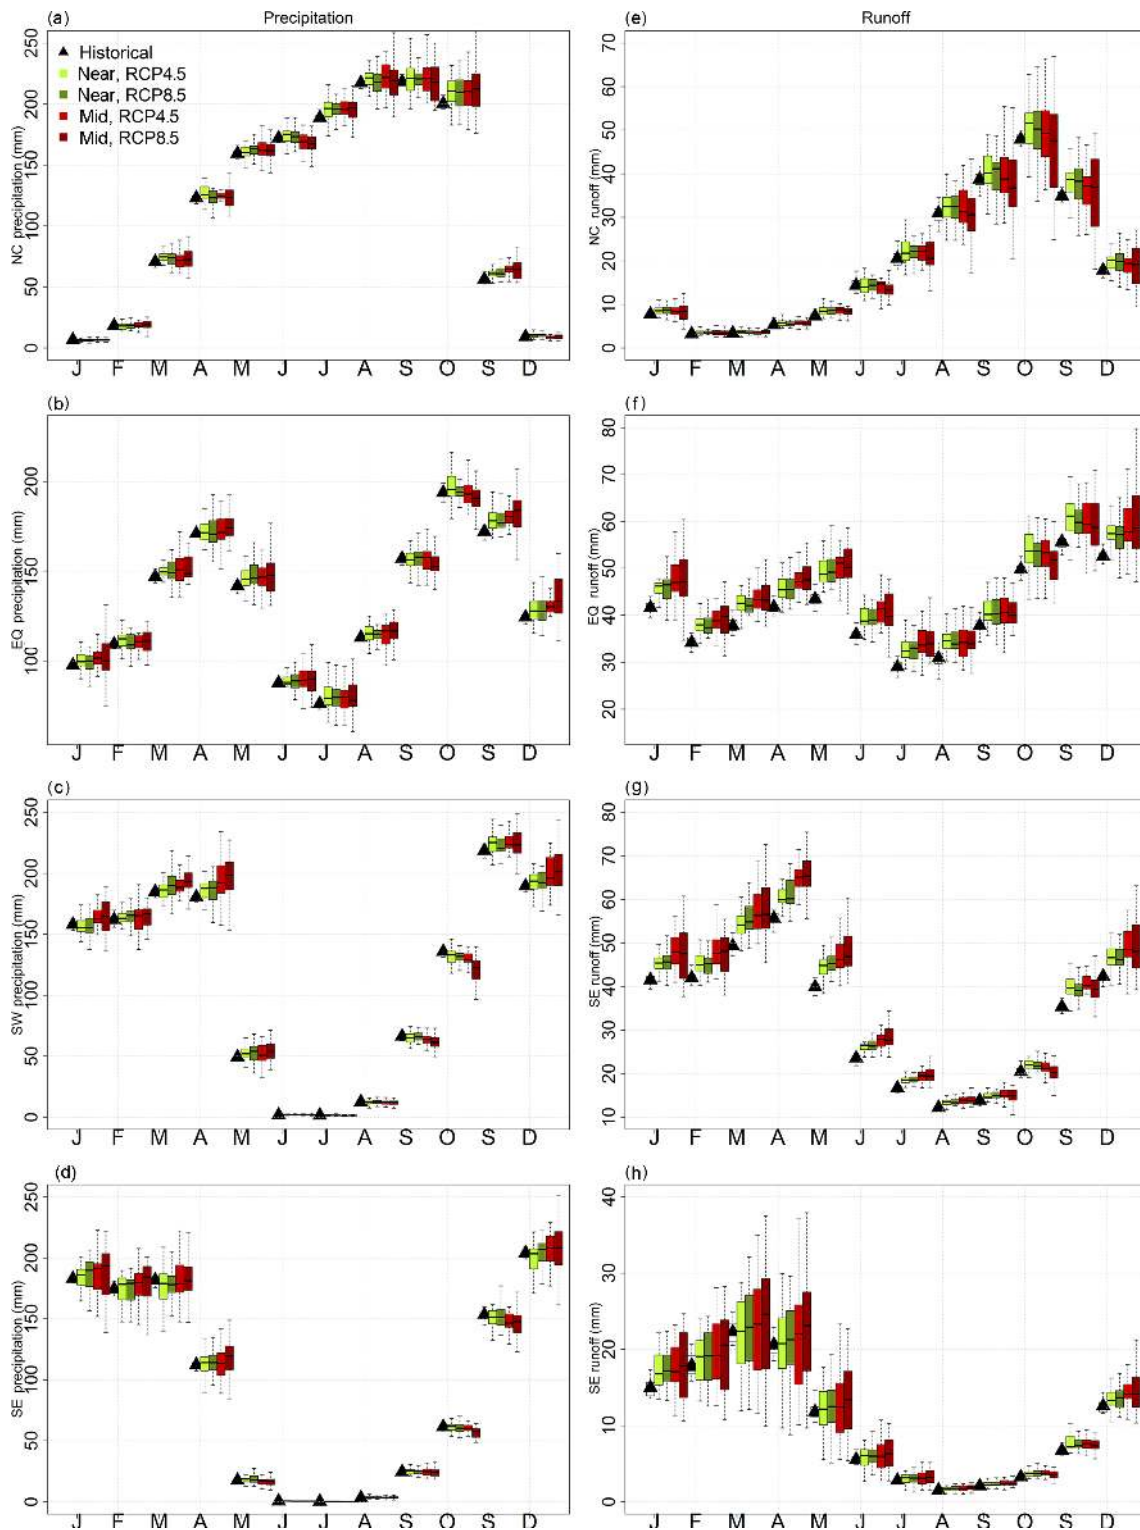 (a) Precipitation
(e) Runoff
Historical
Near, RCP4.5
Near, RCP8.5
Mid, RCP4.5
Mid, RCP8.5
NC precipitation (mm)
0 50 100 150 200 250
J F M A M J J A S O S D
NC runoff (mm)
0 10 20 30 40 50 60 70
J F M A M J J A S O S D
(b)
EQ precipitation (mm)
100 150 200
J F M A M J J A S O S D
(f)
EQ runoff (mm)
20 30 40 50 60 70 80
J F M A M J J A S O S D
(c)
SW precipitation (mm)
0 50 100 150 200 250
J F M A M J J A S O S D
(g)
SE runoff (mm)
10 20 30 40 50 60 70 80
J F M A M J J A S O S D
(d)
SE precipitation (mm)
0 50 100 150 200 250
J F M A M J J A S O S D
(h)
SE runoff (mm)
0 10 20 30 40
J F M A M J J A S O S D